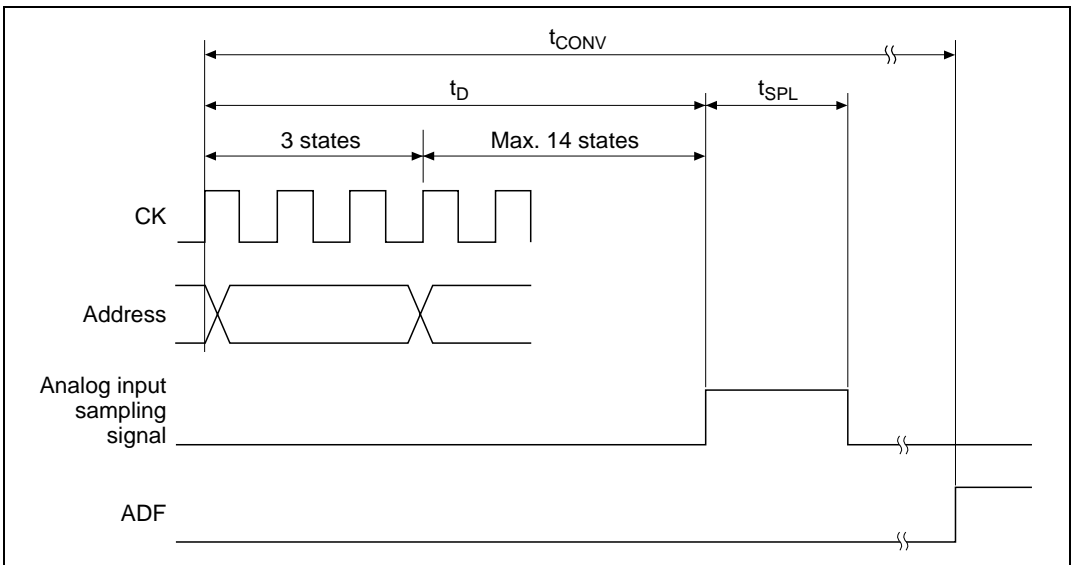 tCONV
tD
tSPL
3 states
Max. 14 states
CK
Address
Analog input
sampling
signal
ADF